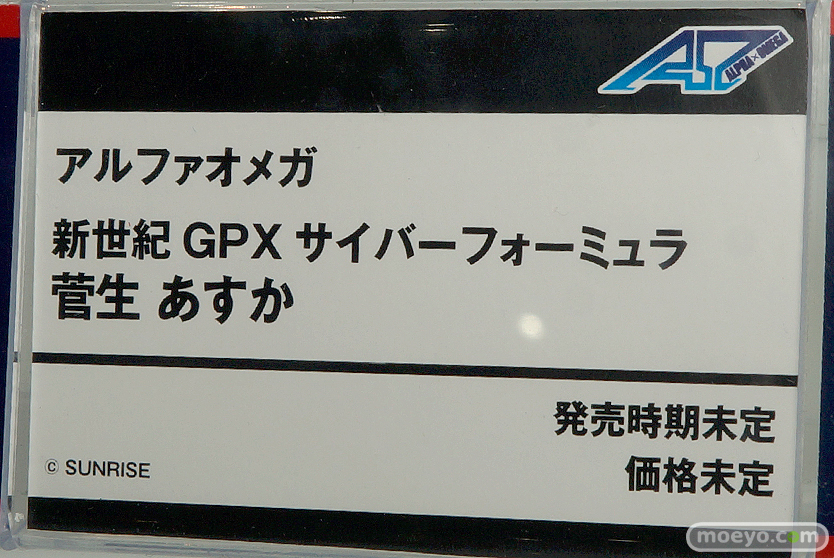 ALPHA×OMEGA
アルファオメガ
新世紀 GPX サイバーフォーミュラ
菅生 あすか
発売時期未定
価格未定
© SUNRISE
moeyo.com